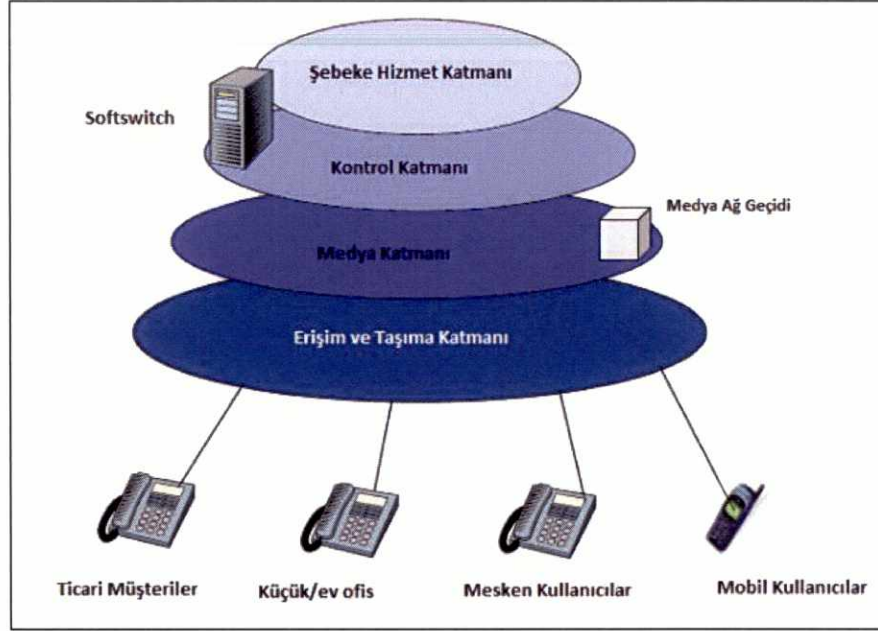 Şebeke Hizmet Katmanı
Softswitch
Kontrol Katmanı
Medya Ağ Geçidi
Medya Katmanı
Erişim ve Taşıma Katmanı
Ticari Müşteriler
Küçük/ev ofis
Mesken Kullanıcılar
Mobil Kullanıcılar